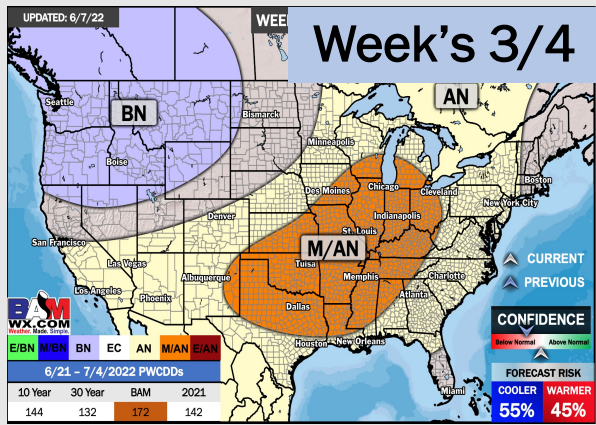 UPDATED: 6/7/22
WEE
Week's 3/4
AN
BN
Seattle
Bismarck
Minneapolis
Boise
Boston
Des Moines
Chicago
Cleveland
New York City
Denver
Indianapolis
San Francisco
St. Louis
M/AN
Las Vegas
Tulsa
CURRENT
Albuquerque
Memphis
Charlotte
PREVIOUS
Los Angeles
Phoenix
Atlanta
Dallas
BAM
WX.COM
Weather. Made. Simple.
CONFIDENCE
Houston
New Orleans
Below Normal
Above Normal
E/BN M/BN BN EC AN M/AN E/AN
6/21 – 7/4/2022 PWCDDs
FORECAST RISK
Miami
10 Year 30 Year BAM 2021
COOLER WARMER
144 132 172 142
55% 45%